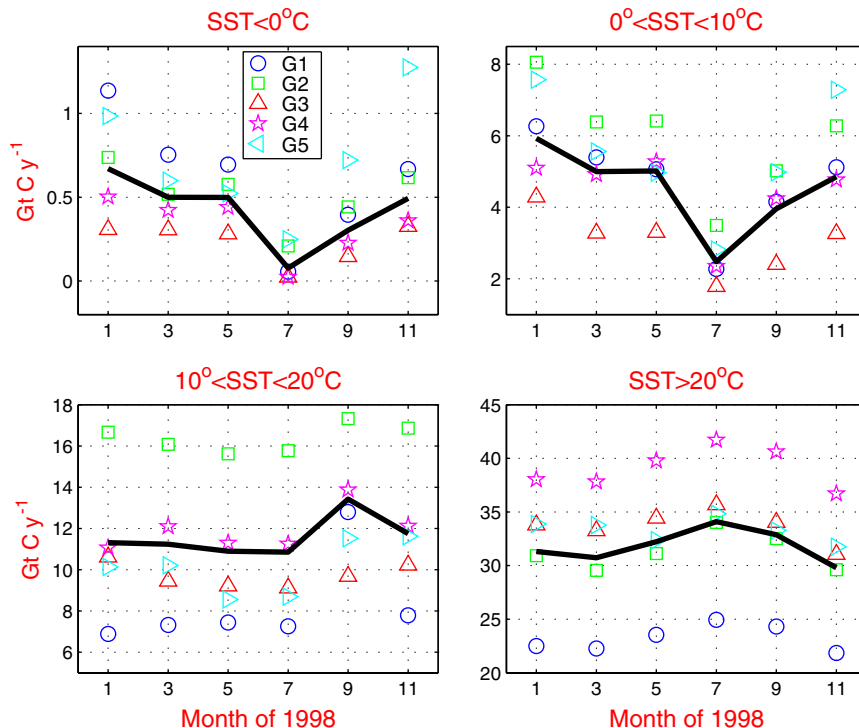 SST<0°C
0°<SST<10°C
Gt C y⁻¹
1
0.5
0
G1
G2
G3
G4
G5
8
6
4
2
1 3 5 7 9 11
1 3 5 7 9 11
10°<SST<20°C
SST>20°C
Gt C y⁻¹
18
16
14
12
10
8
6
45
40
35
30
25
20
1 3 5 7 9 11
1 3 5 7 9 11
Month of 1998
Month of 1998